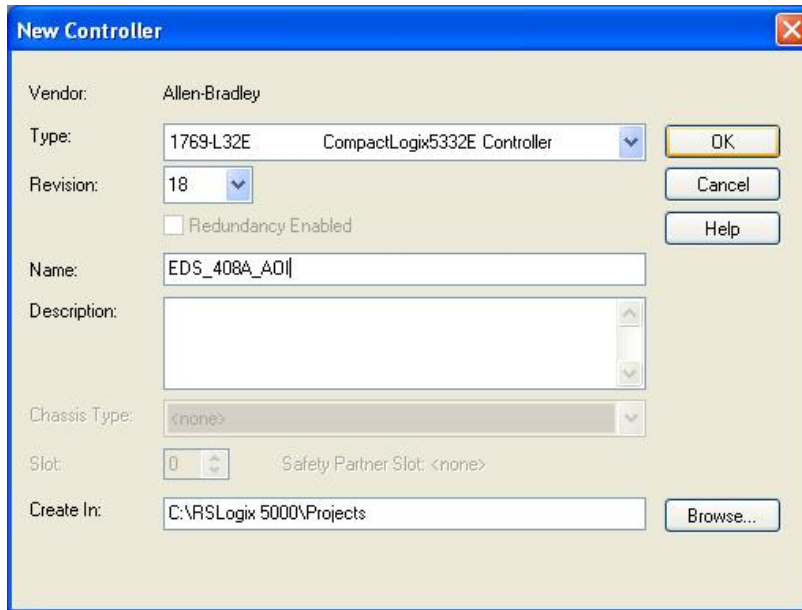 New Controller
Vendor: Allen-Bradley
Type: 1769-L32E CompactLogix5332E Controller OK
Revision: 18 Cancel
Redundancy Enabled Help
Name: EDS_408A_AOI
Description:
Chassis Type: <none>
Slot: 0 Safety Partner Slot: <none>
Create In: C:\RSLogix 5000\Projects Browse...